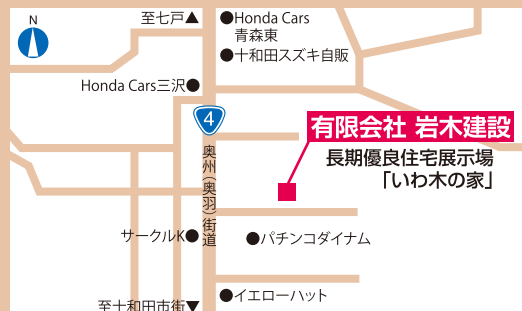 N
至七戸▲
●Honda Cars
青森東
●十和田スズキ自販
Honda Cars三沢●
4
有限会社 岩木建設
長期優良住宅展示場
「いわ木の家」
奥州(奥羽)街道
サークルK●
●パチンコダイナム
●イエローハット
至十和田市街▼